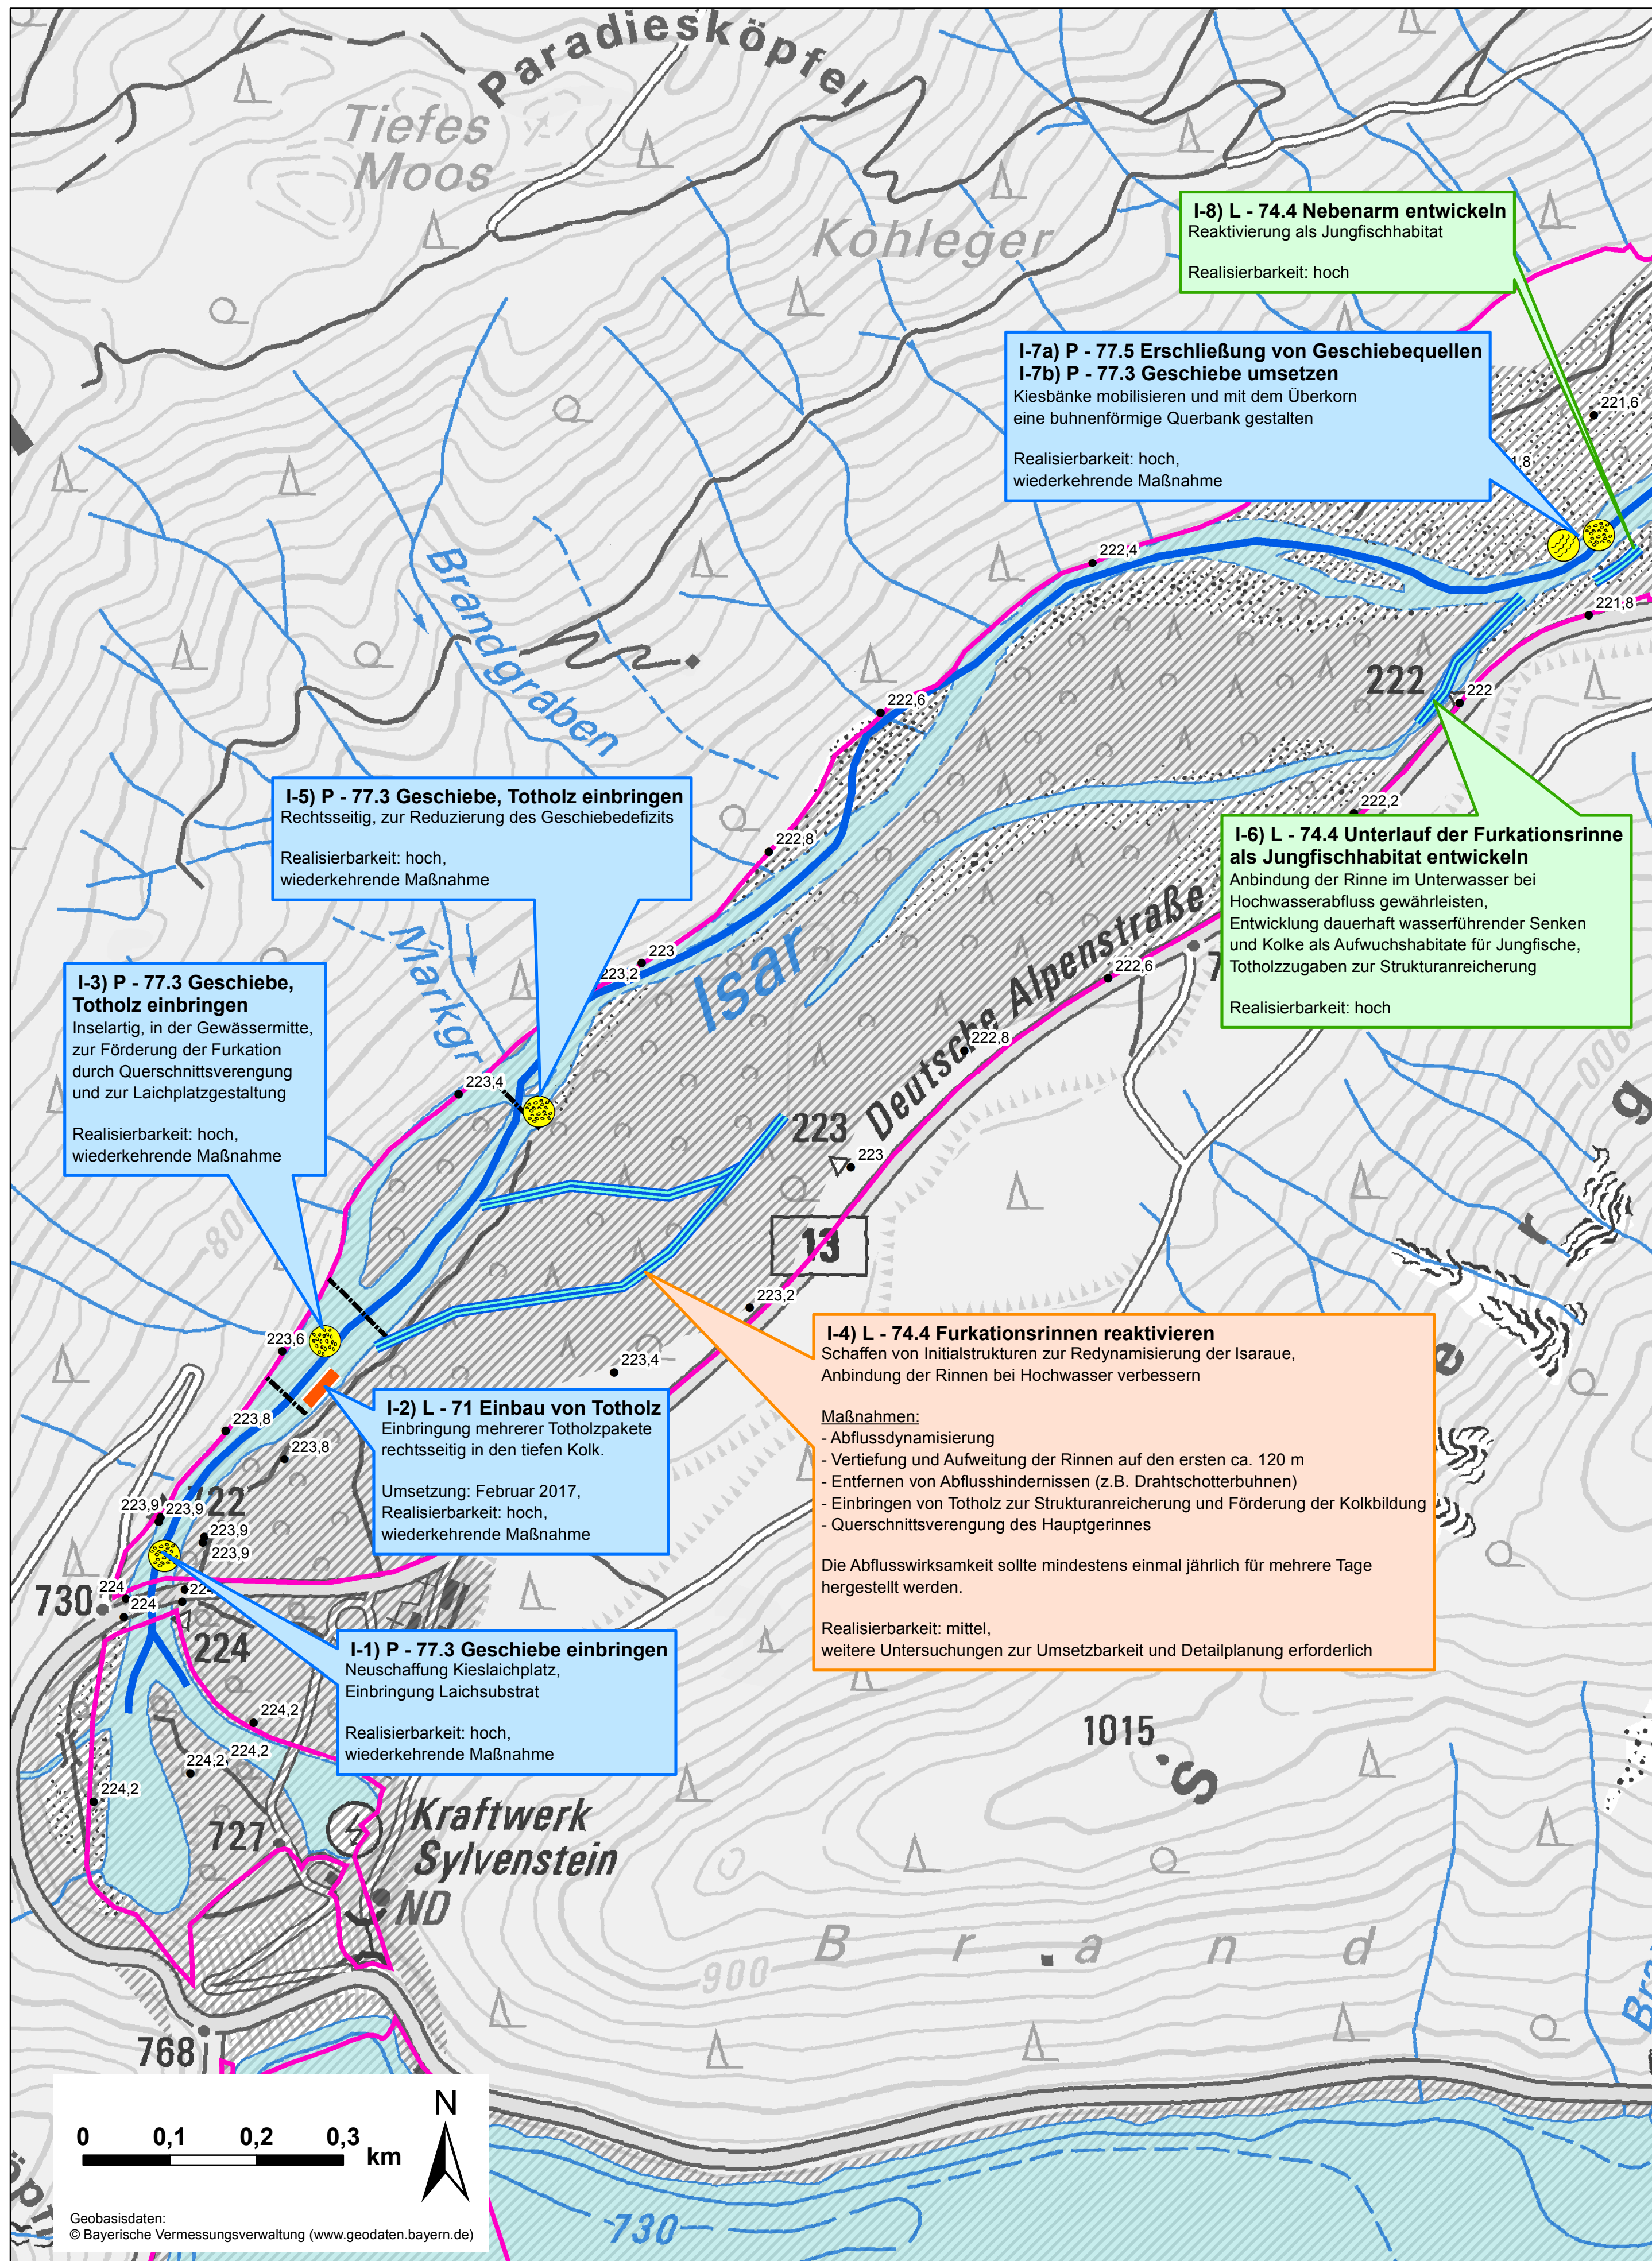 Paradiesköpfel
Tiefes
Moos
Kohleger
I-8) L - 74.4 Nebenarm entwickeln
Reaktivierung als Jungfischhabitat
Realisierbarkeit: hoch
I-7a) P - 77.5 Erschließung von Geschiebequellen
I-7b) P - 77.3 Geschiebe umsetzen
Kiesbänke mobilisieren und mit dem Überkorn
eine buhnenförmige Querbank gestalten
Realisierbarkeit: hoch,
wiederkehrende Maßnahme
221,6
1,8
222,4
221,8
Brandgraben
222
222
222,6
222,2
I-5) P - 77.3 Geschiebe, Totholz einbringen
Rechtsseitig, zur Reduzierung des Geschiebedefizits
Realisierbarkeit: hoch,
wiederkehrende Maßnahme
222,8
I-6) L - 74.4 Unterlauf der Furkationsrinne
als Jungfischhabitat entwickeln
Anbindung der Rinne im Unterwasser bei
Hochwasserabfluss gewährleisten,
Entwicklung dauerhaft wasserführender Senken
und Kolke als Aufwuchshabitate für Jungfische,
Totholzzugaben zur Strukturanreicherung
Realisierbarkeit: hoch
223
223,2
Isar
Deutsche Alpenstraße
222,6
7
Markgr
I-3) P - 77.3 Geschiebe,
Totholz einbringen
Inselartig, in der Gewässermitte,
zur Förderung der Furkation
durch Querschnittsverengung
und zur Laichplatzgestaltung
Realisierbarkeit: hoch,
wiederkehrende Maßnahme
222,8
900
g
223,4
223
223
800
r
13
223,2
223,6
e
I-4) L - 74.4 Furkationsrinnen reaktivieren
Schaffen von Initialstrukturen zur Redynamisierung der Isaraue,
Anbindung der Rinnen bei Hochwasser verbessern
Maßnahmen:
- Abflussdynamisierung
- Vertiefung und Aufweitung der Rinnen auf den ersten ca. 120 m
- Entfernen von Abflusshindernissen (z.B. Drahtschotterbuhnen)
- Einbringen von Totholz zur Strukturanreicherung und Förderung der Kolkbildung
- Querschnittsverengung des Hauptgerinnes
Die Abflusswirksamkeit sollte mindestens einmal jährlich für mehrere Tage
hergestellt werden.
Realisierbarkeit: mittel,
weitere Untersuchungen zur Umsetzbarkeit und Detailplanung erforderlich
223,4
I-2) L - 71 Einbau von Totholz
Einbringung mehrerer Totholzpakete
rechtsseitig in den tiefen Kolk.
Umsetzung: Februar 2017,
Realisierbarkeit: hoch,
wiederkehrende Maßnahme
223,8
223,8
722
223,9
223,9
223,9
223,9
730
224
224
224
224
I-1) P - 77.3 Geschiebe einbringen
Neuschaffung Kieslaichplatz,
Einbringung Laichsubstrat
Realisierbarkeit: hoch,
wiederkehrende Maßnahme
224,2
224,2
224,2
224,2
1015
S
727
Kraftwerk
Sylvenstein
ND
Brand
900
768
Bra
N
0 0,1 0,2 0,3
km
Geobasisdaten:
© Bayerische Vermessungsverwaltung (www.geodaten.bayern.de)
730